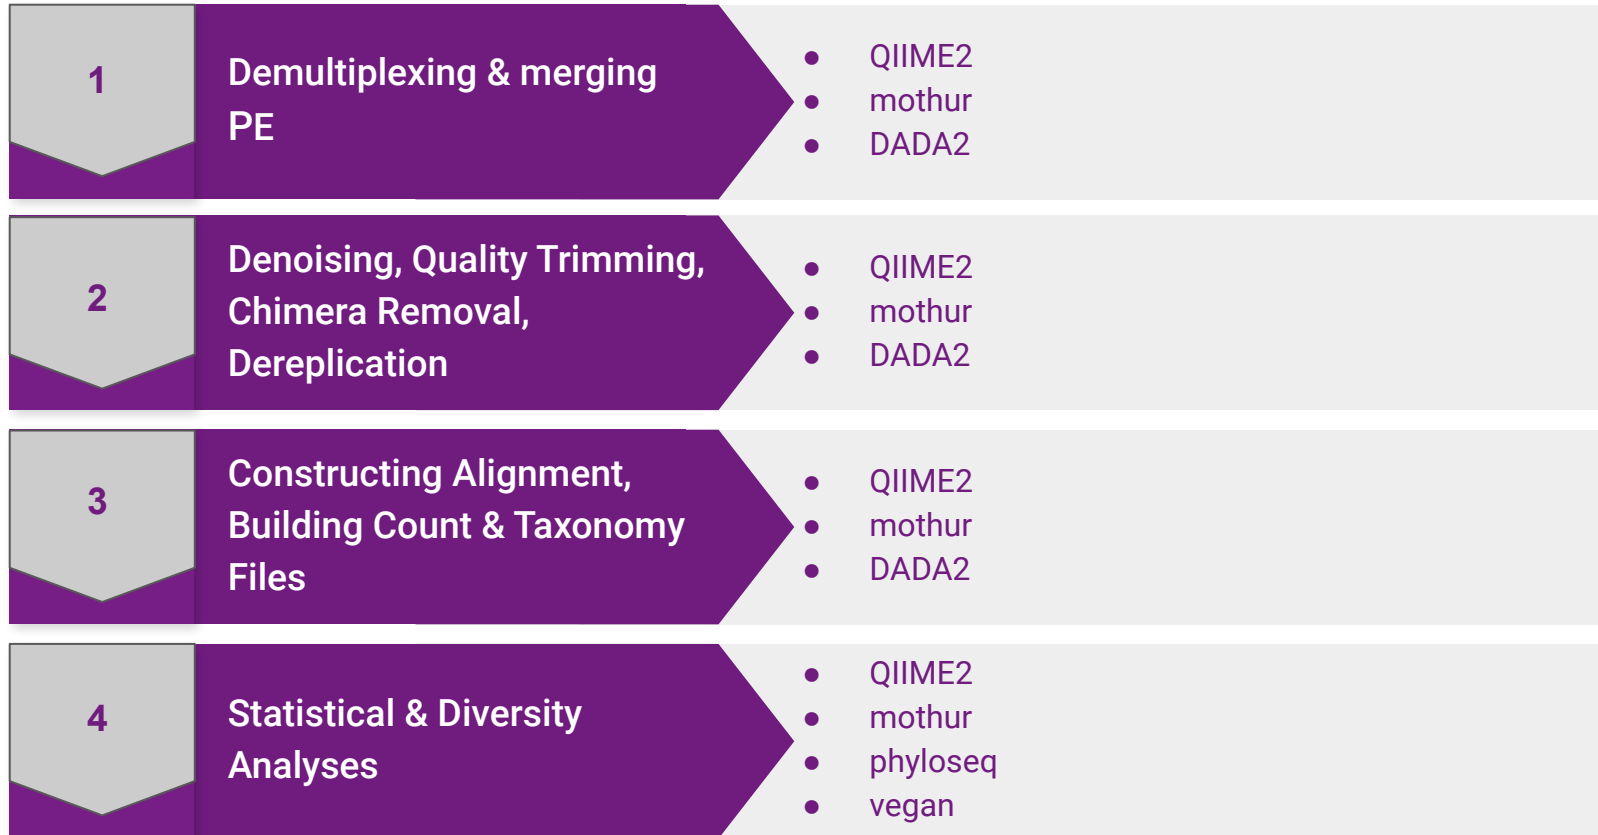 1
Demultiplexing & merging
PE
● QIIME2
● mothur
● DADA2
2
Denoising, Quality Trimming,
Chimera Removal,
Dereplication
● QIIME2
● mothur
● DADA2
3
Constructing Alignment,
Building Count & Taxonomy
Files
● QIIME2
● mothur
● DADA2
4
Statistical & Diversity
Analyses
● QIIME2
● mothur
● phyloseq
● vegan